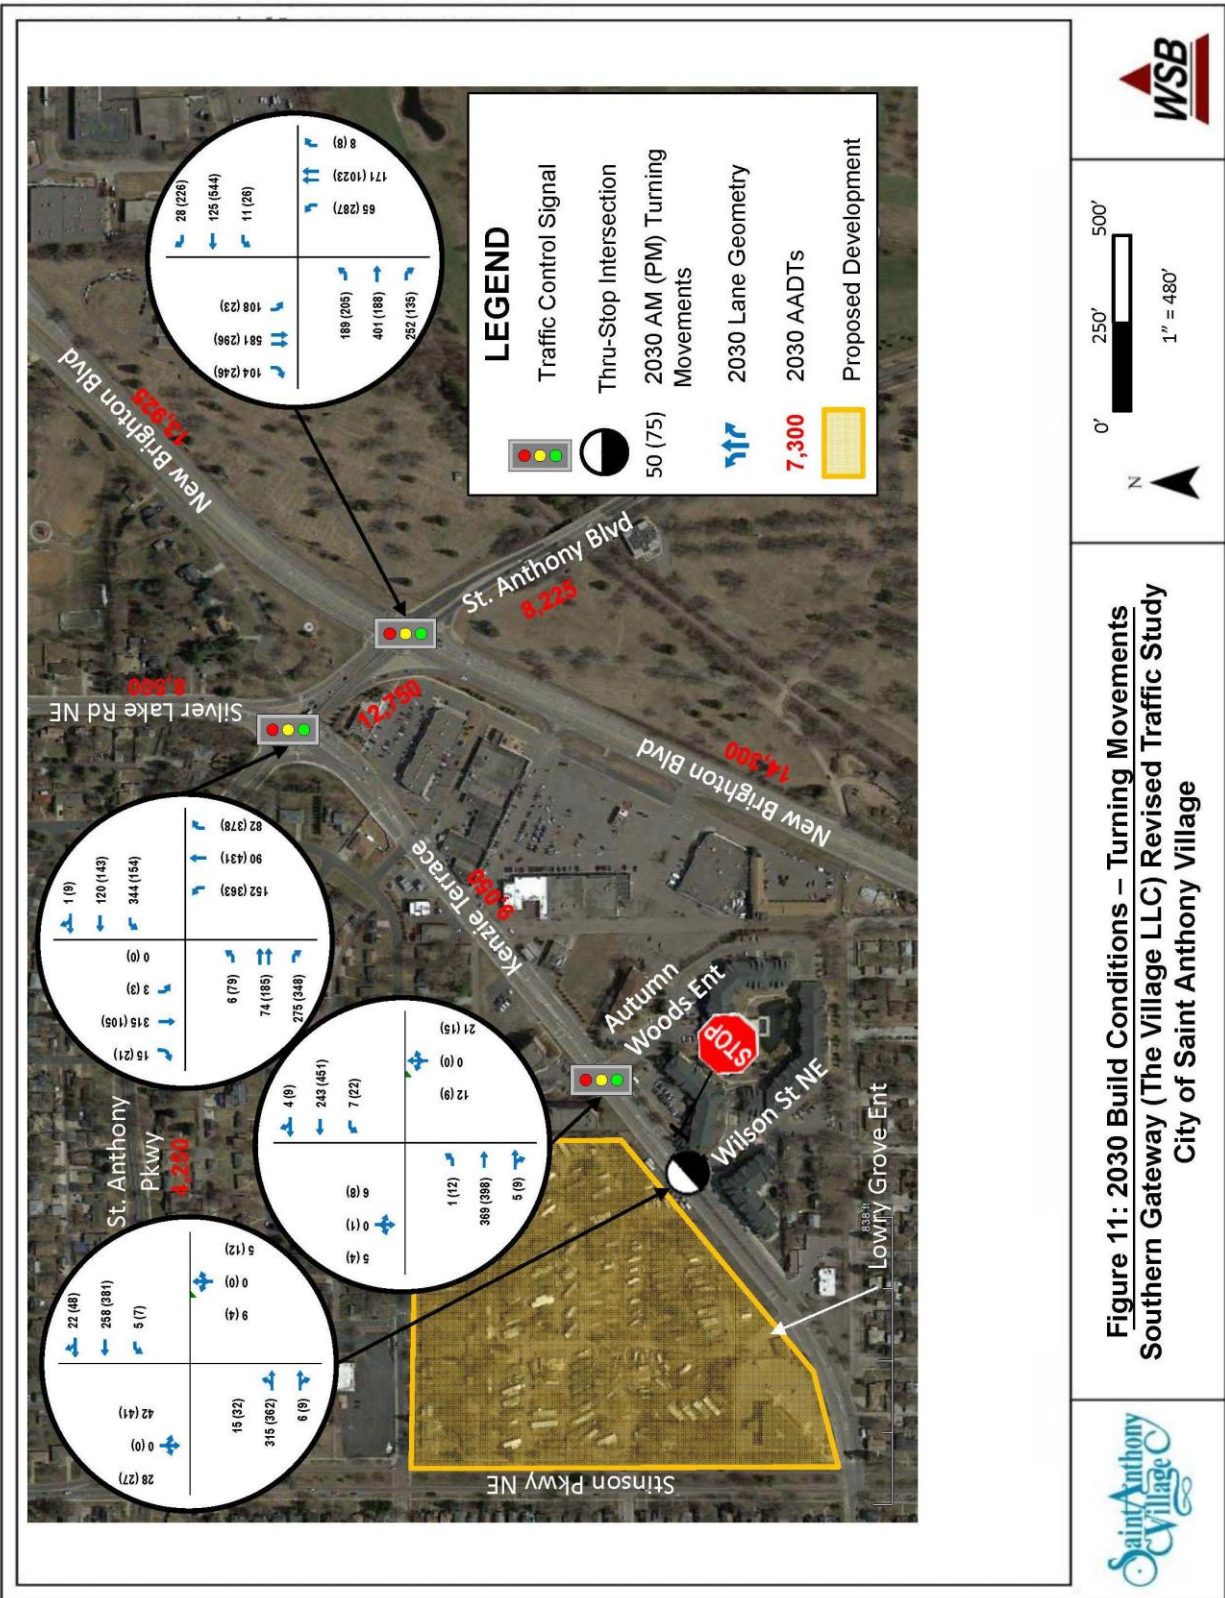 New Brighton Blvd
13,925
Silver Lake Rd NE
8,500
12,750
St. Anthony Blvd
8,225
New Brighton Blvd
14,300
Kenzie Terrace
9,050
St. Anthony
Pkwy
4,250
Autumn
Woods Ent
STOP
Wilson St NE
Lowry Grove Ent
838 ft
Stinson Pkwy NE
22 (48)
258 (381)
5 (7)
28 (27)
0 (0)
42 (41)
15 (32)
315 (362)
6 (9)
9 (4)
0 (0)
5 (12)
4 (9)
243 (451)
7 (22)
5 (4)
0 (1)
6 (8)
1 (12)
369 (398)
5 (9)
12 (9)
0 (0)
21 (15)
1 (9)
120 (143)
344 (154)
15 (21)
315 (105)
3 (3)
0 (0)
6 (79)
74 (185)
275 (348)
152 (363)
90 (431)
82 (378)
28 (226)
125 (544)
11 (26)
104 (246)
581 (296)
108 (23)
189 (205)
401 (188)
252 (135)
65 (287)
171 (1023)
8 (8)
LEGEND
Traffic Control Signal
Thru-Stop Intersection
50 (75) 2030 AM (PM) Turning
Movements
2030 Lane Geometry
7,300 2030 AADTs
Proposed Development
Saint Anthony
Village
Figure 11: 2030 Build Conditions – Turning Movements
Southern Gateway (The Village LLC) Revised Traffic Study
City of Saint Anthony Village
N
0' 250' 500'
1" = 480'
WSB